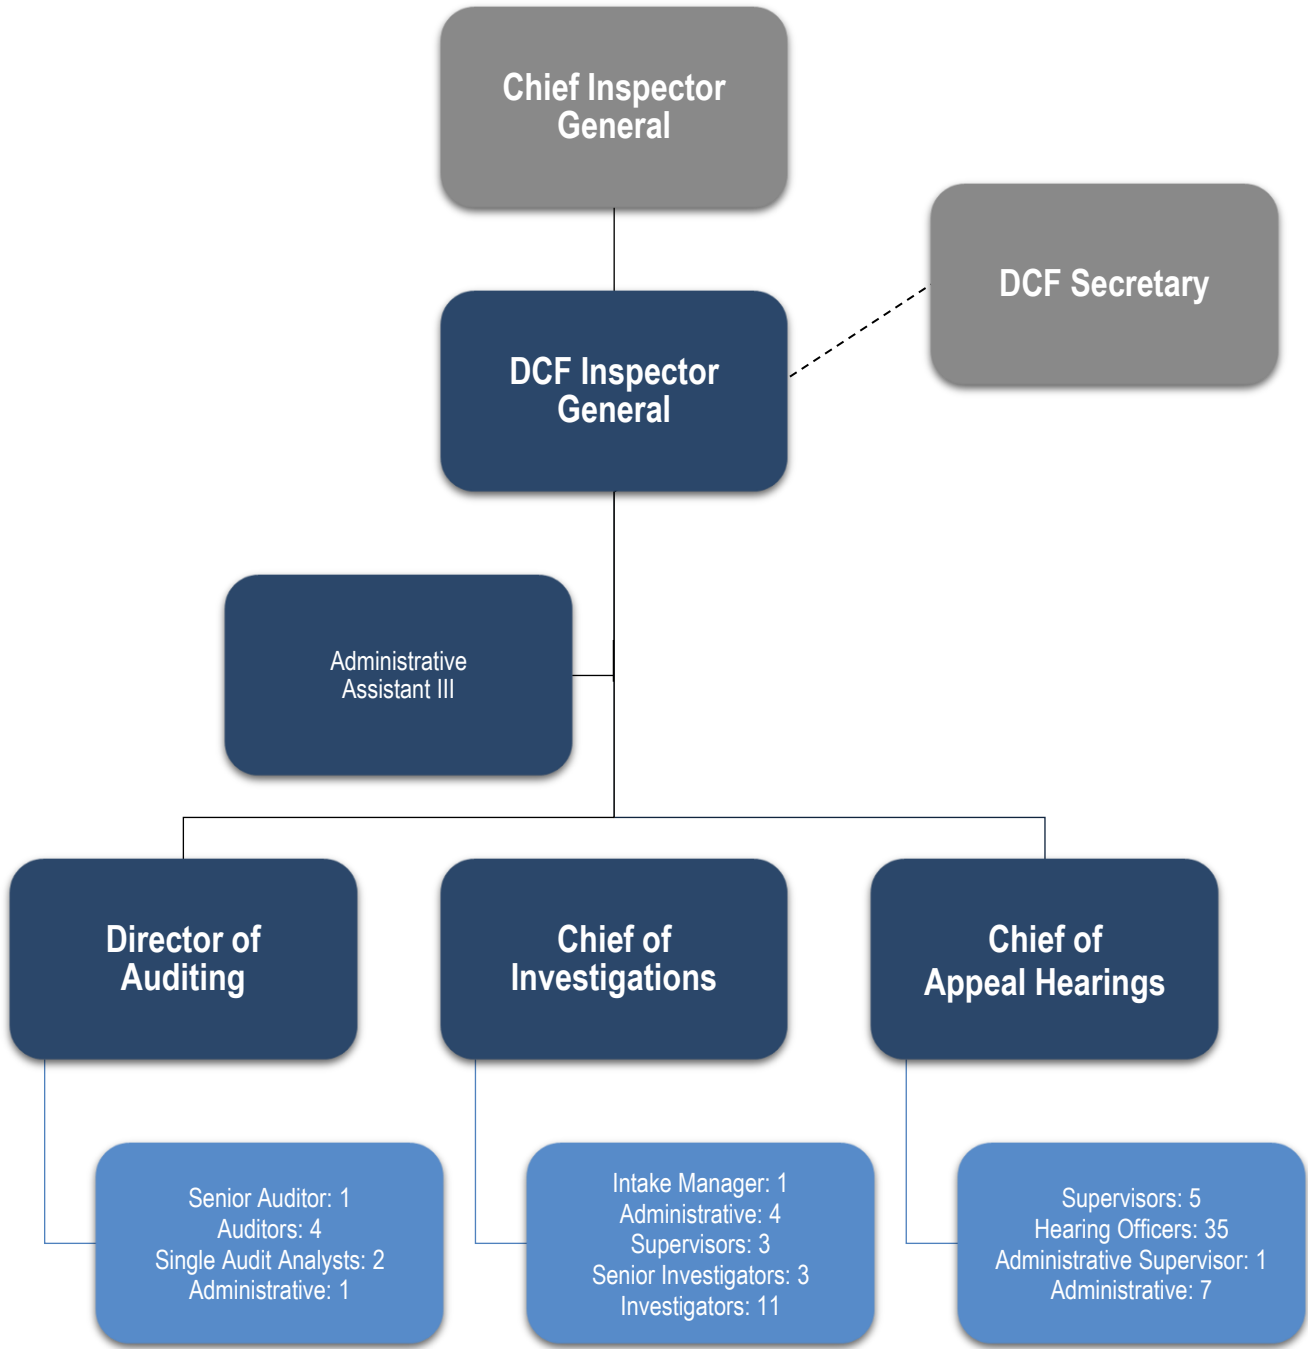 Chief Inspector
General
DCF Secretary
DCF Inspector
General
Administrative
Assistant III
Director of
Auditing
Chief of
Investigations
Chief of
Appeal Hearings
Senior Auditor: 1
Auditors: 4
Single Audit Analysts: 2
Administrative: 1
Intake Manager: 1
Administrative: 4
Supervisors: 3
Senior Investigators: 3
Investigators: 11
Supervisors: 5
Hearing Officers: 35
Administrative Supervisor: 1
Administrative: 7